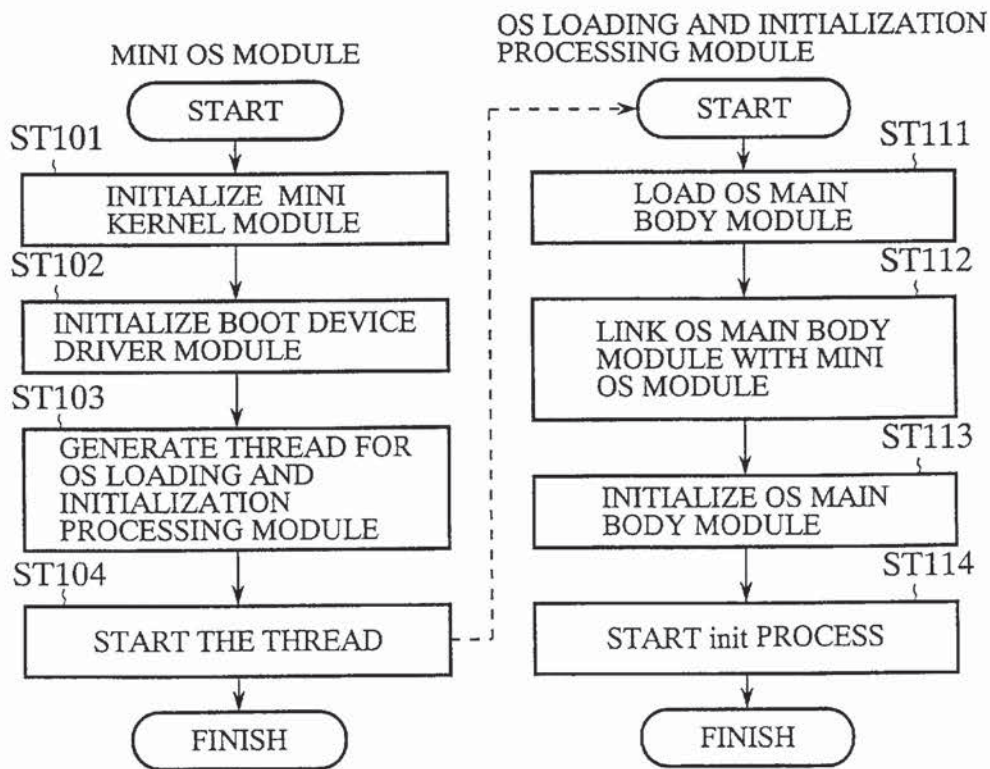 MINI OS MODULE
START
ST101
INITIALIZE MINI
KERNEL MODULE
ST102
INITIALIZE BOOT DEVICE
DRIVER MODULE
ST103
GENERATE THREAD FOR
OS LOADING AND
INITIALIZATION
PROCESSING MODULE
ST104
START THE THREAD
FINISH
OS LOADING AND INITIALIZATION
PROCESSING MODULE
START
ST111
LOAD OS MAIN
BODY MODULE
ST112
LINK OS MAIN BODY
MODULE WITH MINI
OS MODULE
ST113
INITIALIZE OS MAIN
BODY MODULE
ST114
START init PROCESS
FINISH